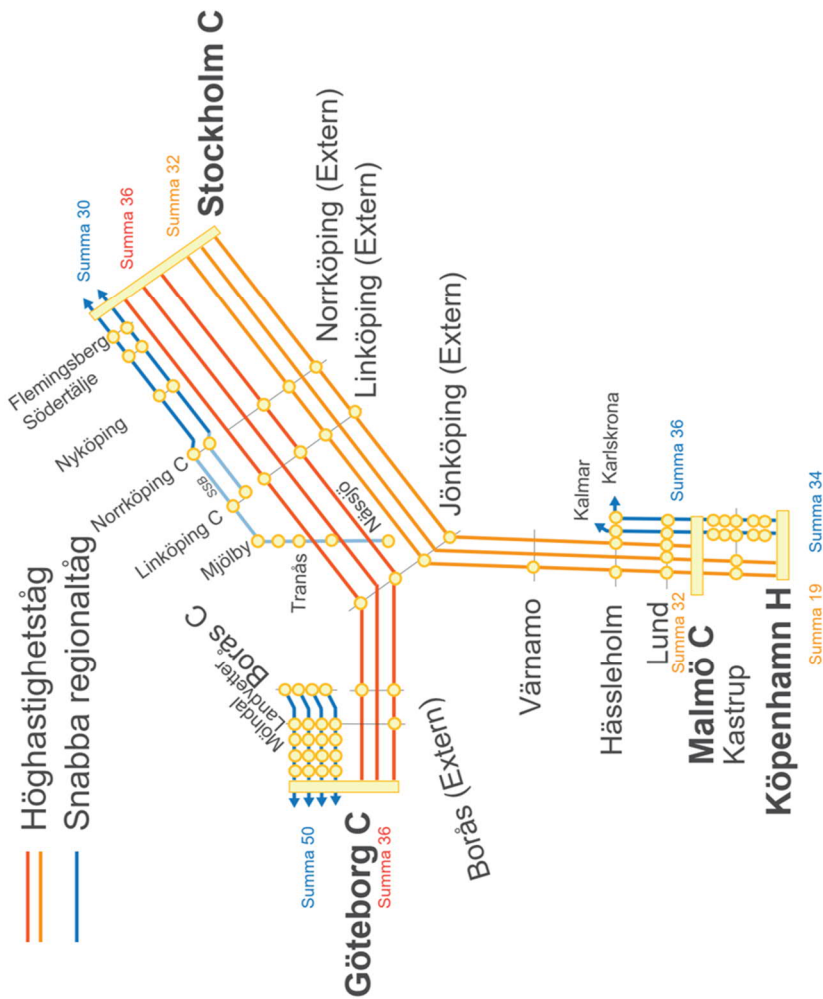 Höghastighetståg
Snabba regionaltåg
Summa 30
Summa 36
Summa 32
Stockholm C
Flemingsberg
Södertälje
Nyköping
Norrköping C
SSB
Linköping C
Mjölby
Tranås
Nässjö
Norrköping (Extern)
Linköping (Extern)
Jönköping (Extern)
Borås C
Landvetter
Mölndal
Summa 50
Göteborg C
Summa 36
Borås (Extern)
Värnamo
Kalmar
Karlskrona
Hässleholm
Lund
Summa 36
Summa 32
Malmö C
Kastrup
Köpenhamn H
Summa 34
Summa 19